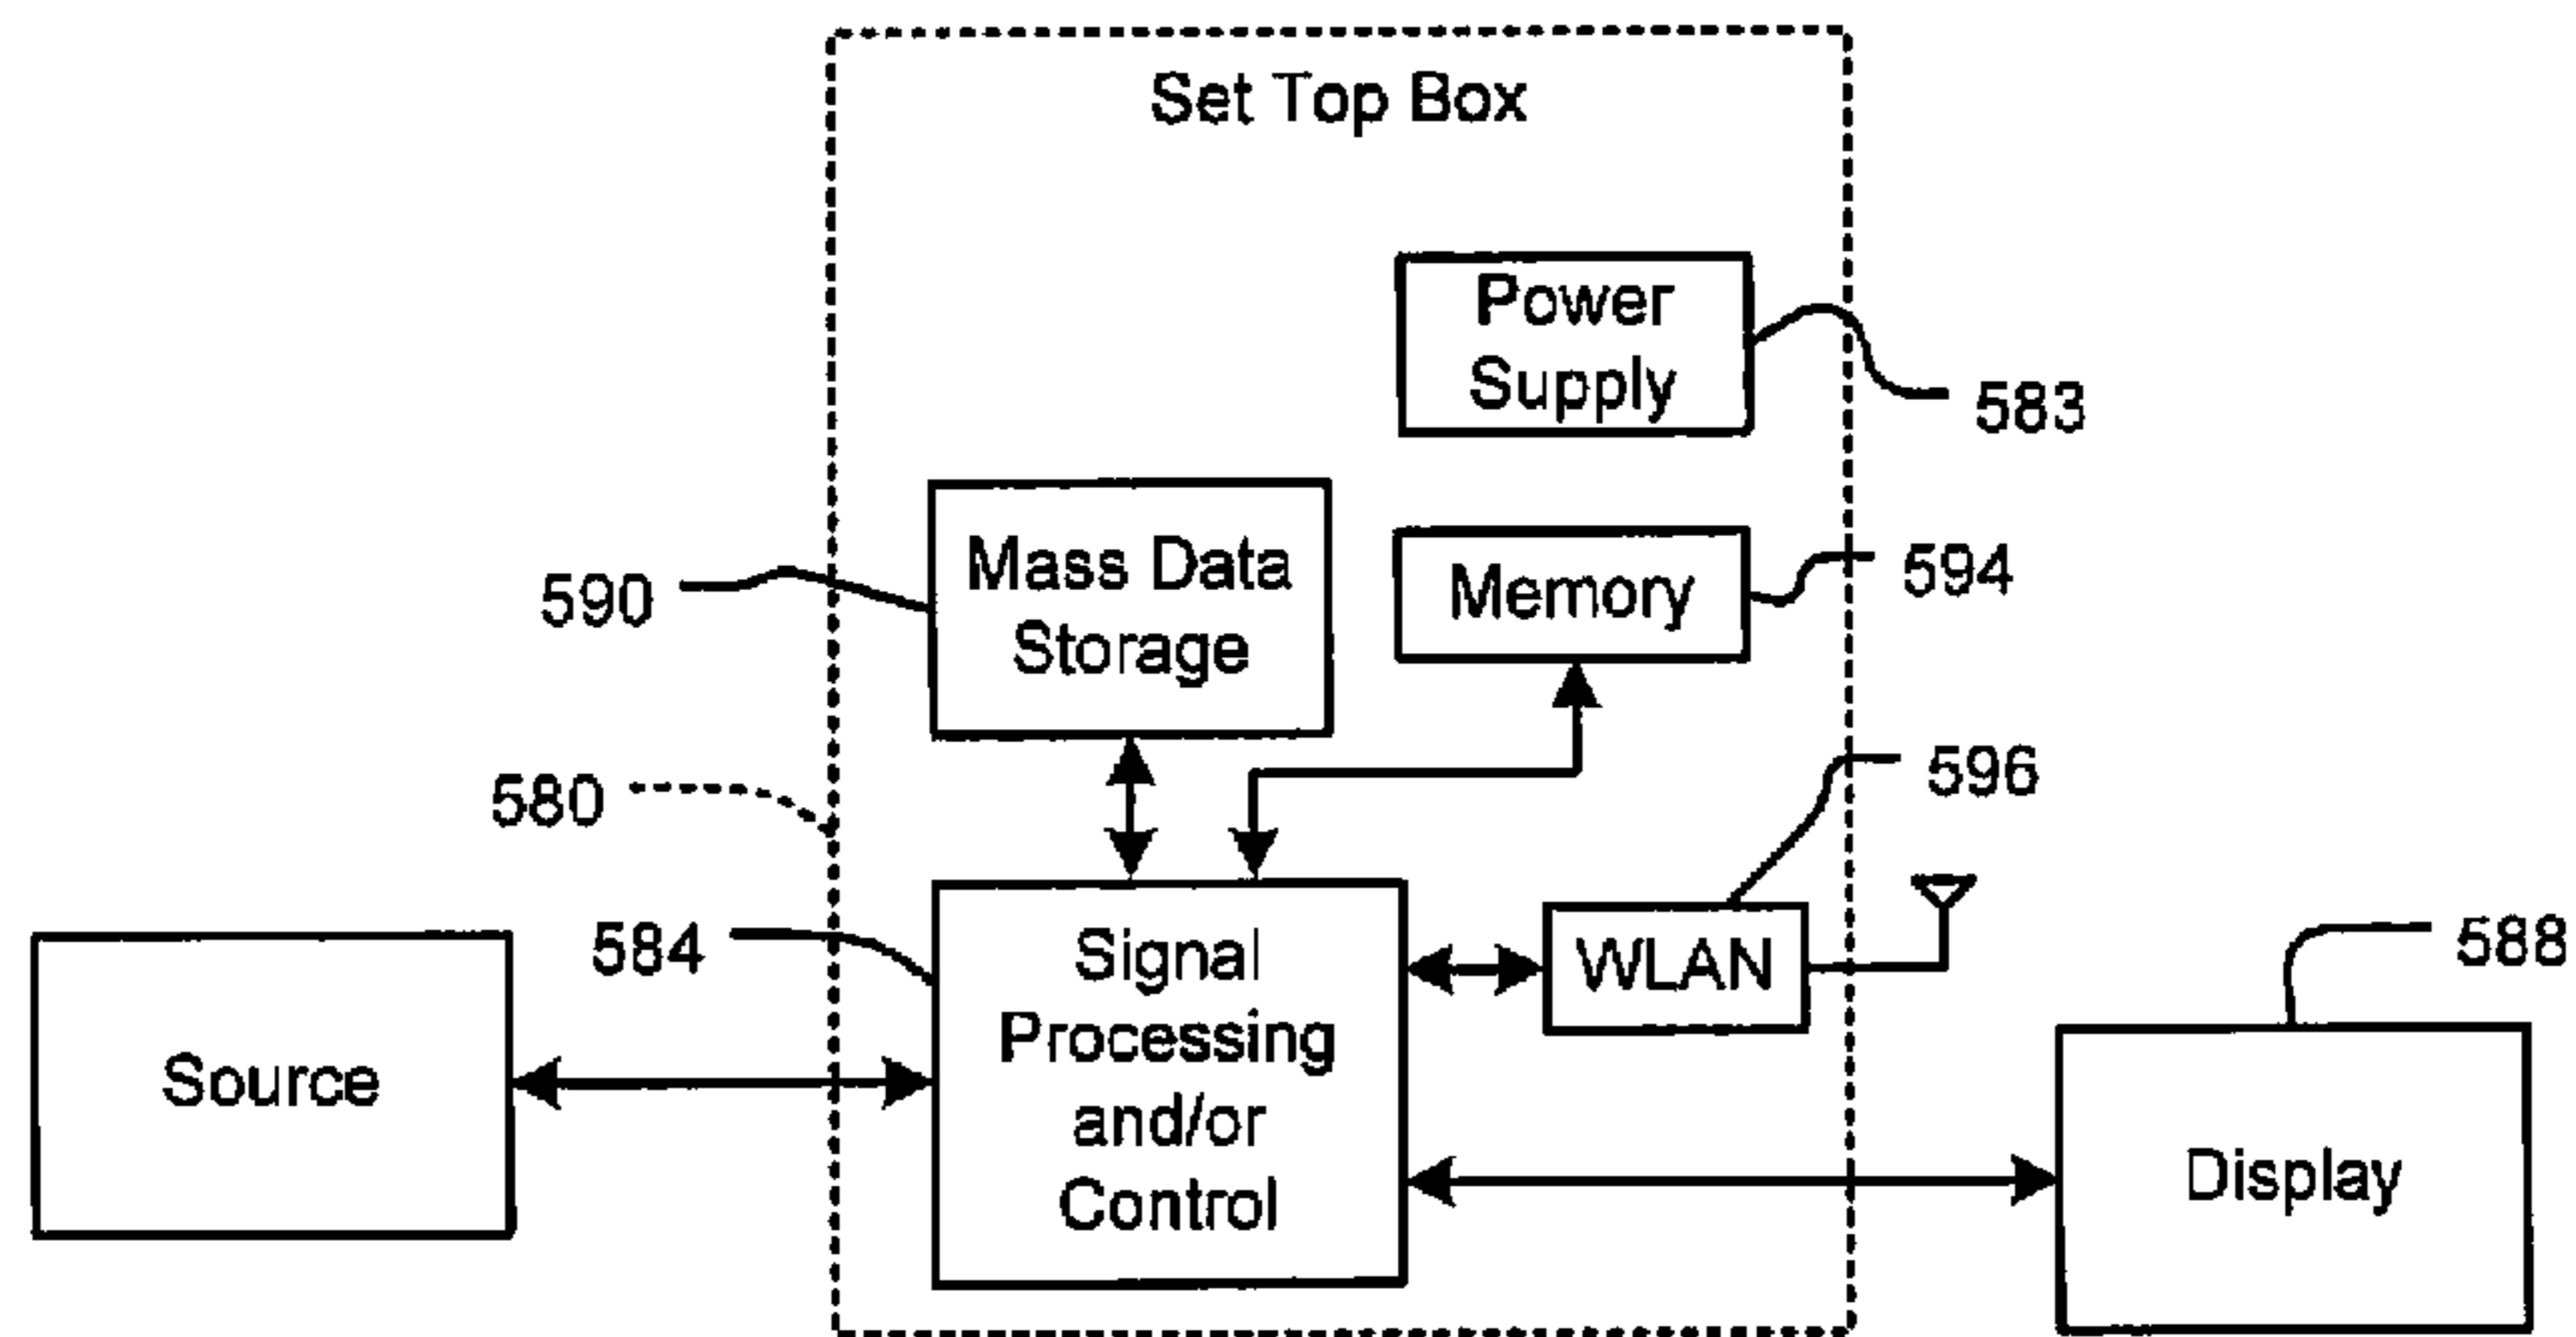 Set Top Box
Power
Supply
583
Mass Data
Storage
590
Memory
594
596
580
584
Signal
Processing
and/or
Control
WLAN
588
Source
Display